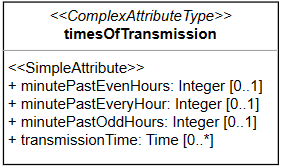 <<ComplexAttributeType>>
timesOfTransmission
<<SimpleAttribute>>
+ minutePastEvenHours: Integer [0..1]
+ minutePastEveryHour: Integer [0..1]
+ minutePastOddHours: Integer [0..1]
+ transmissionTime: Time [0..*]